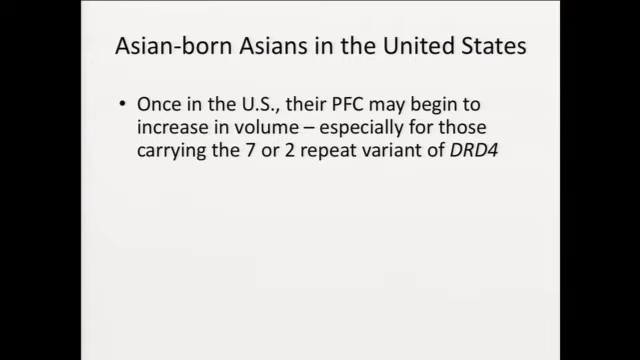 Asian-born Asians in the United States
• Once in the U.S., their PFC may begin to
increase in volume – especially for those
carrying the 7 or 2 repeat variant of DRD4